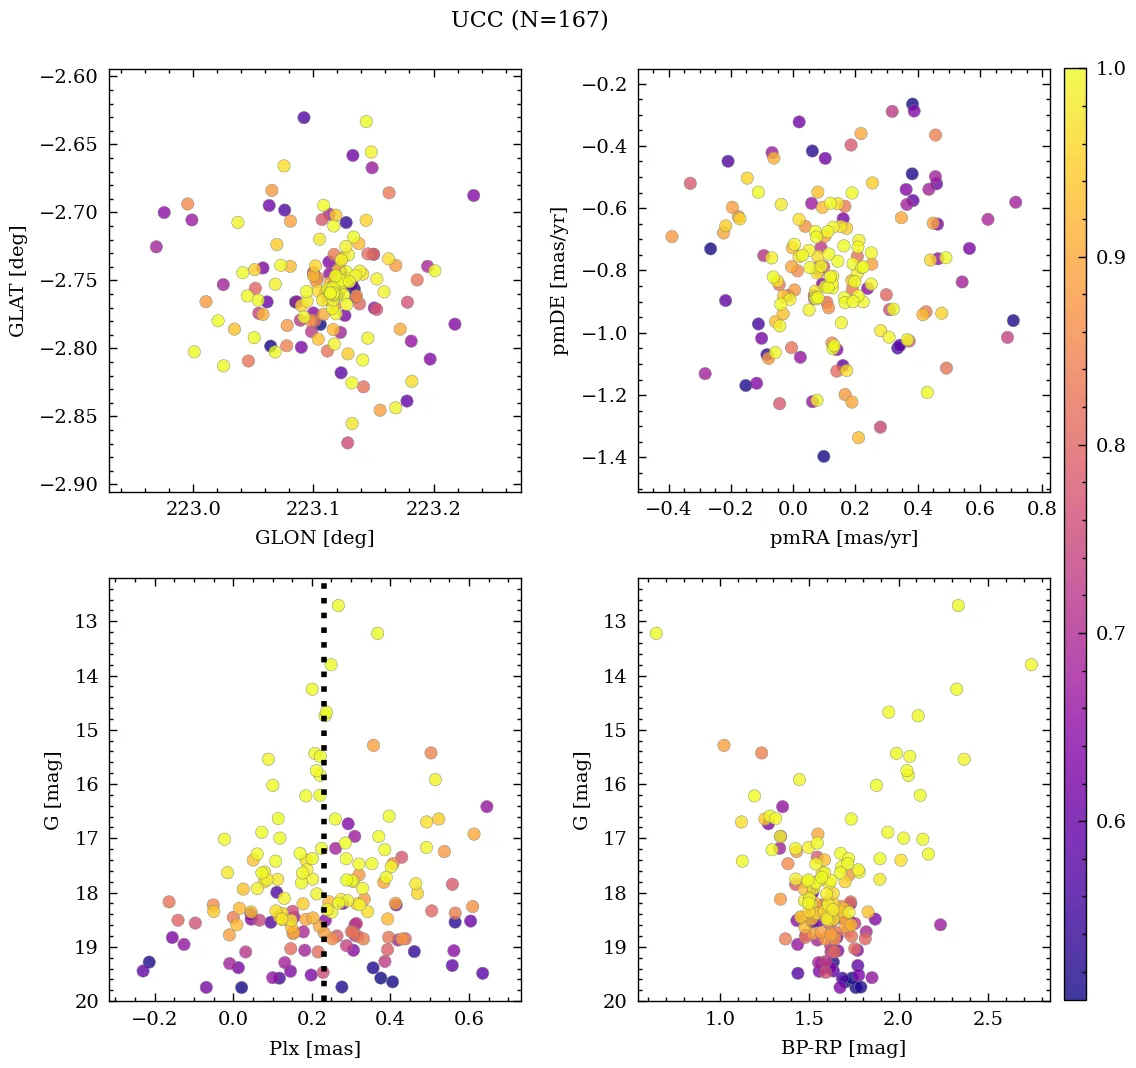 UCC (N=167)
−2.60
−2.65
−2.70
−2.75
−2.80
−2.85
−2.90
GLAT [deg]
223.0 223.1 223.2
GLON [deg]
−0.2
−0.4
−0.6
−0.8
−1.0
−1.2
−1.4
pmDE [mas/yr]
−0.4 −0.2 0.0 0.2 0.4 0.6 0.8
pmRA [mas/yr]
1.0
0.9
0.8
0.7
0.6
13
14
15
16
17
18
19
20
G [mag]
−0.2 0.0 0.2 0.4 0.6
Plx [mas]
13
14
15
16
17
18
19
20
G [mag]
1.0 1.5 2.0 2.5
BP-RP [mag]